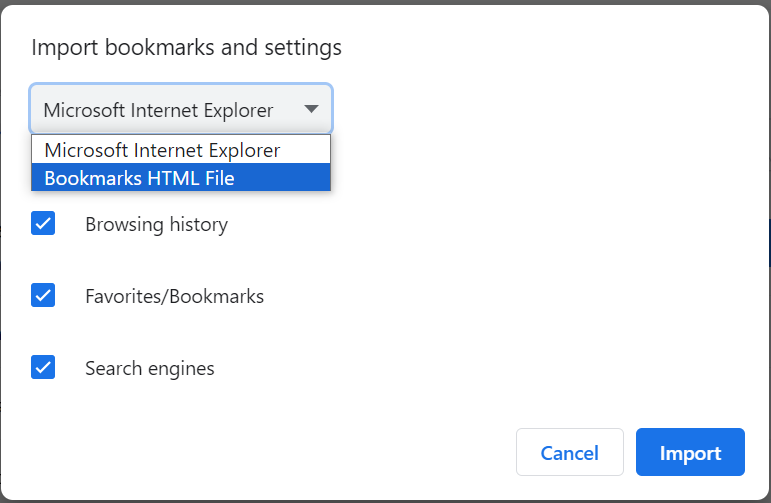 Import bookmarks and settings
Microsoft Internet Explorer
Microsoft Internet Explorer
Bookmarks HTML File
Browsing history
Favorites/Bookmarks
Search engines
Cancel Import